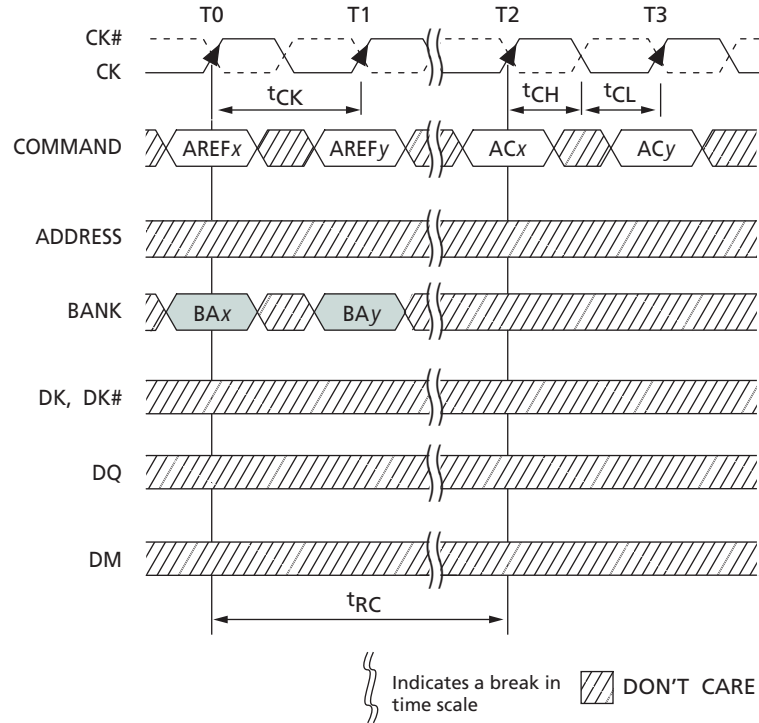 T0 T1 T2 T3
CK#
CK
tCK tCH tCL
COMMAND AREFx AREFy ACx ACy
ADDRESS
BANK BAx BAy
DK, DK#
DQ
DM
tRC
Indicates a break in
time scale
DON'T CARE